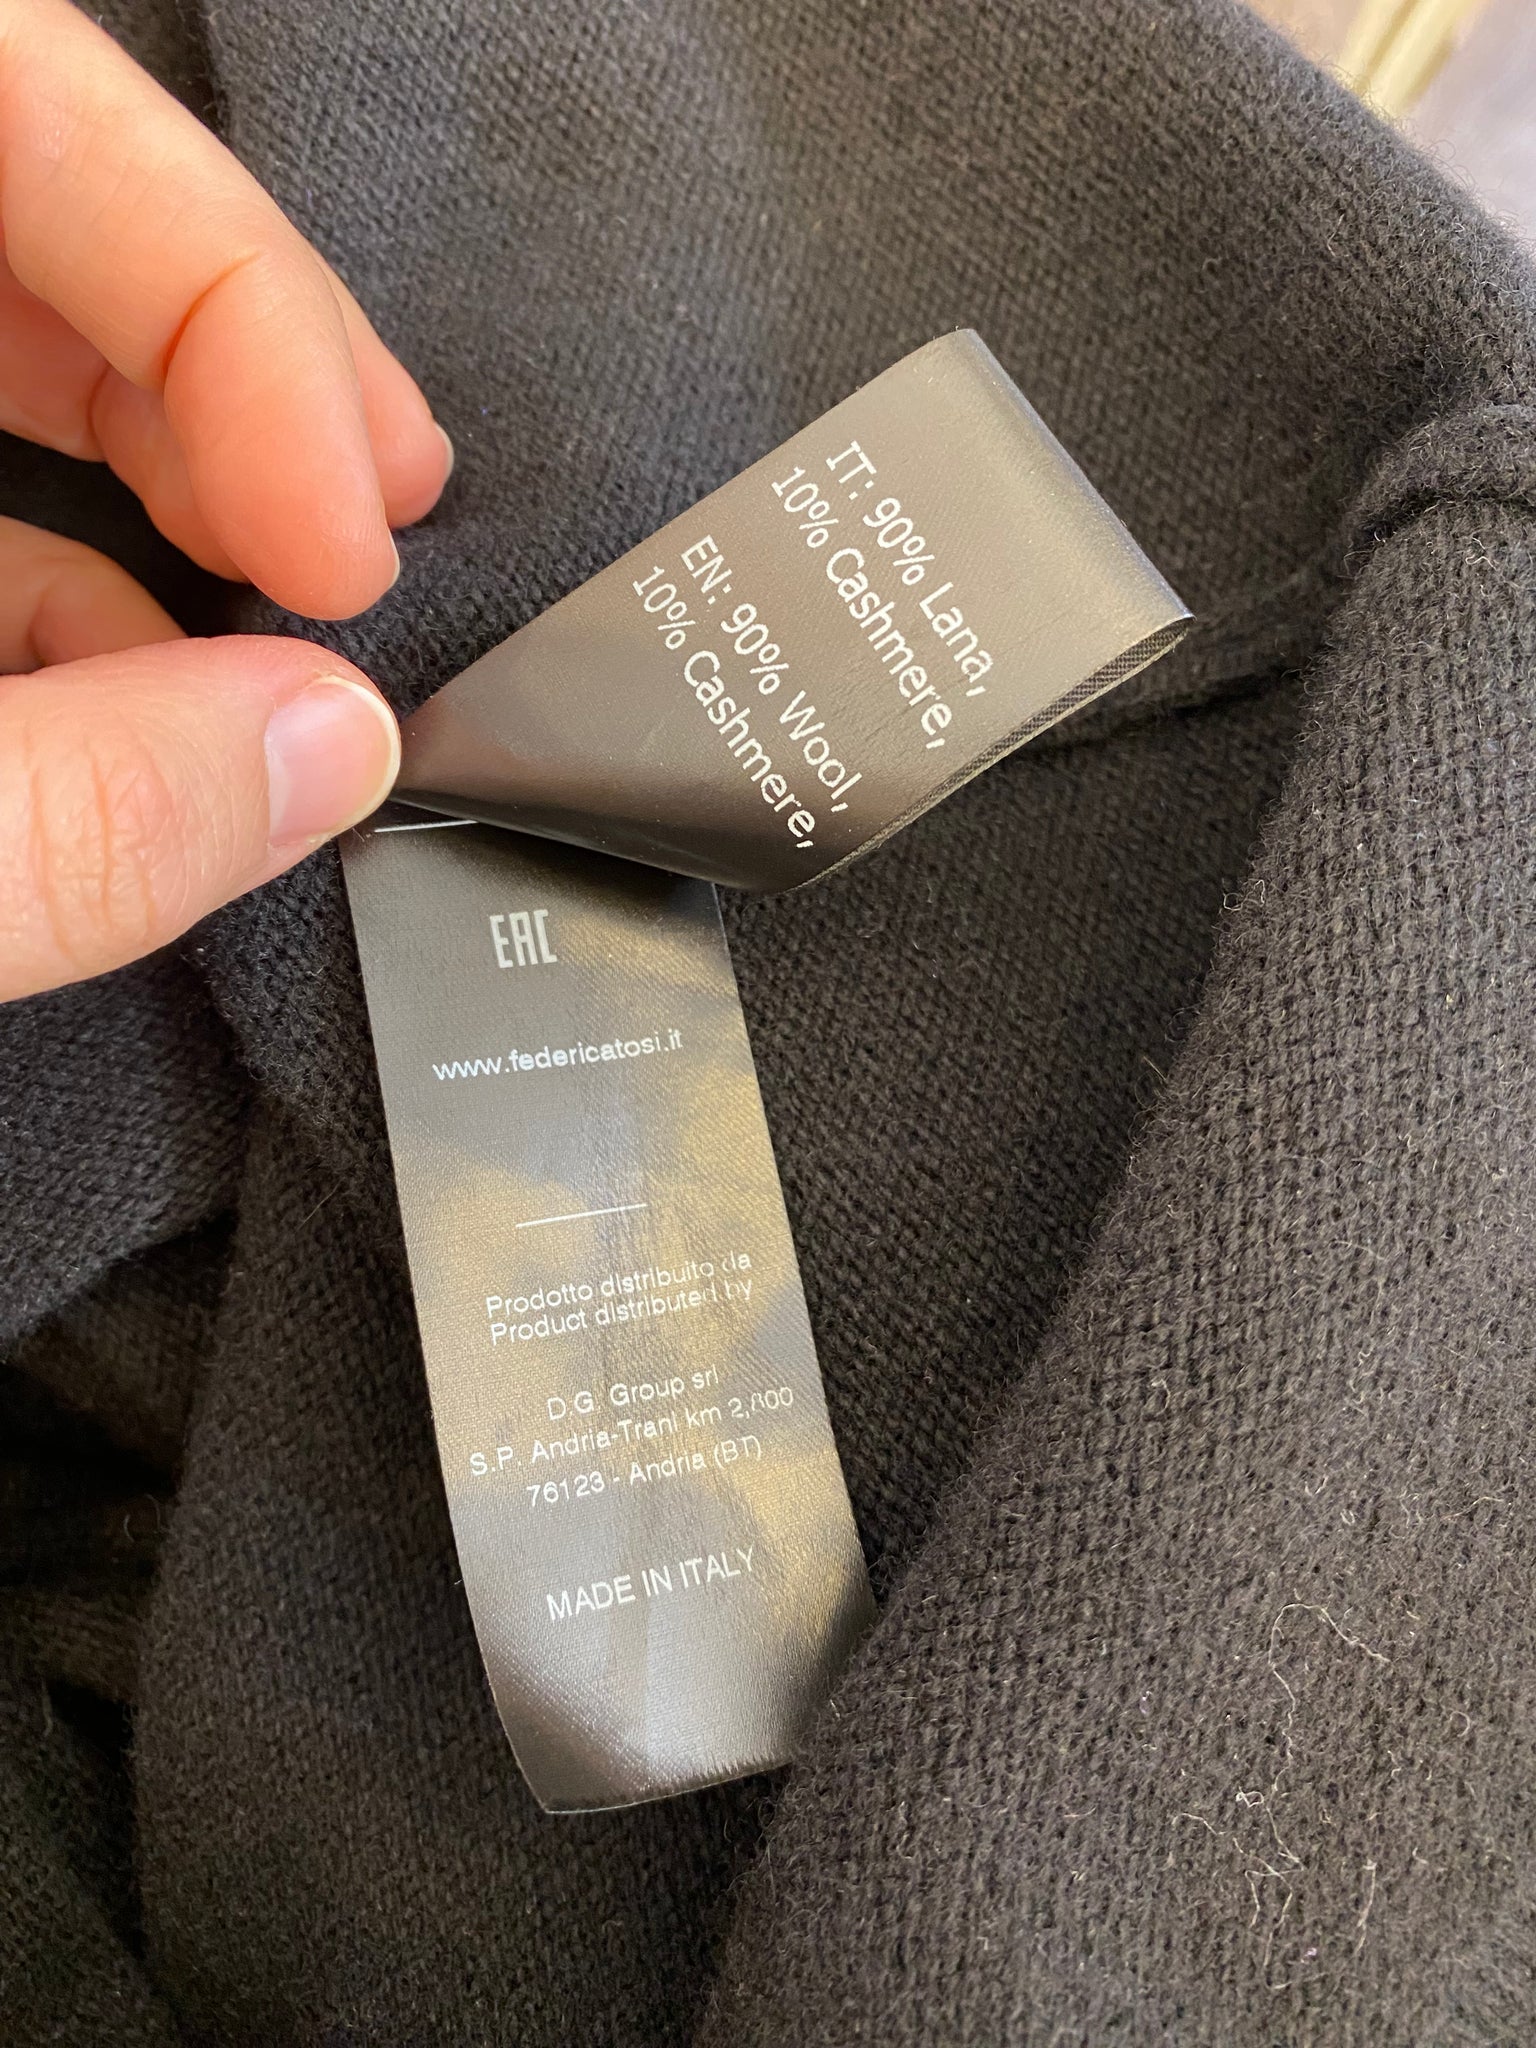 IT: 90% Lana,
10% Cashmere,
EN: 90% Wool,
10% Cashmere,
EAC
www.federicatosi.it
Prodotto distribuito da
Product distributed by
D.G. Group srl
S.P. Andria-Trani km 2,800
76123 - Andria (BT)
MADE IN ITALY